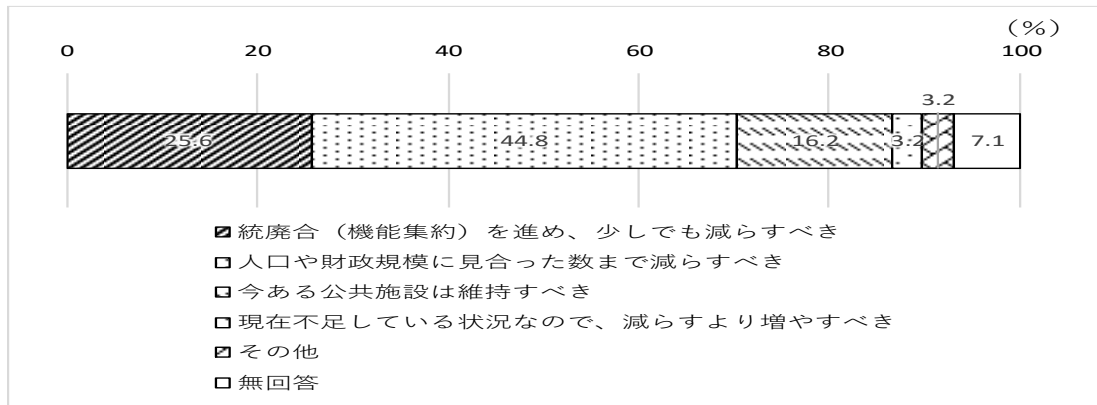 （%）
0 20 40 60 80 100
3.2
25.6 44.8 16.2 3.2 7.1
統廃合（機能集約）を進め、少しでも減らすべき
人口や財政規模に見合った数まで減らすべき
今ある公共施設は維持すべき
現在不足している状況なので、減らすより増やすべき
その他
無回答